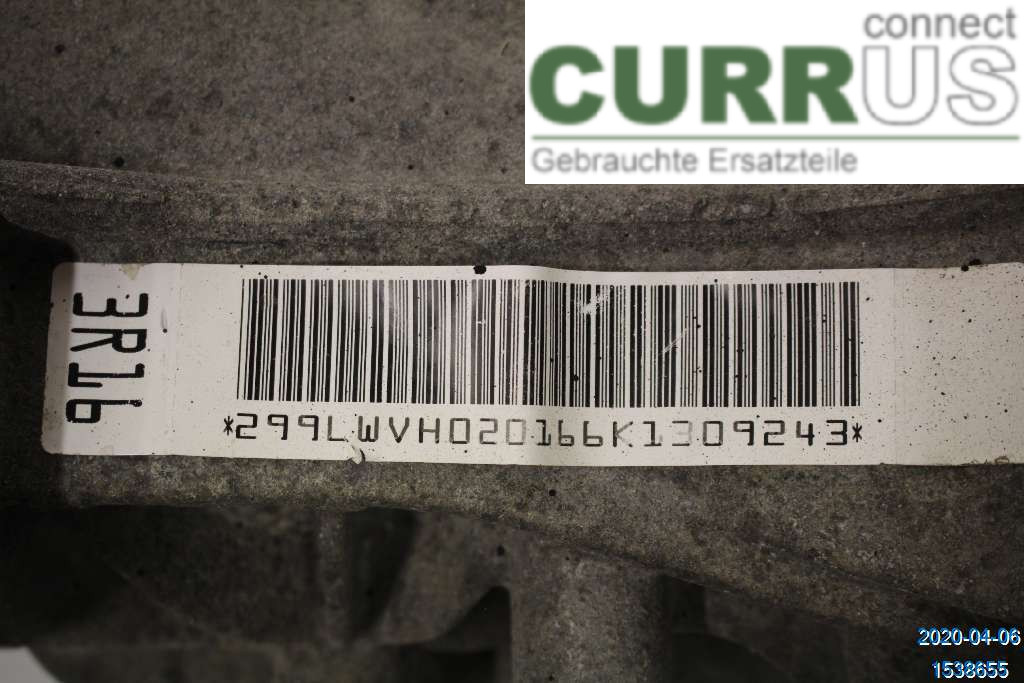 connect
CURRUS
Gebrauchte Ersatzteile
3R16
*299LWVH020166K1309243*
2020-04-06
1538655